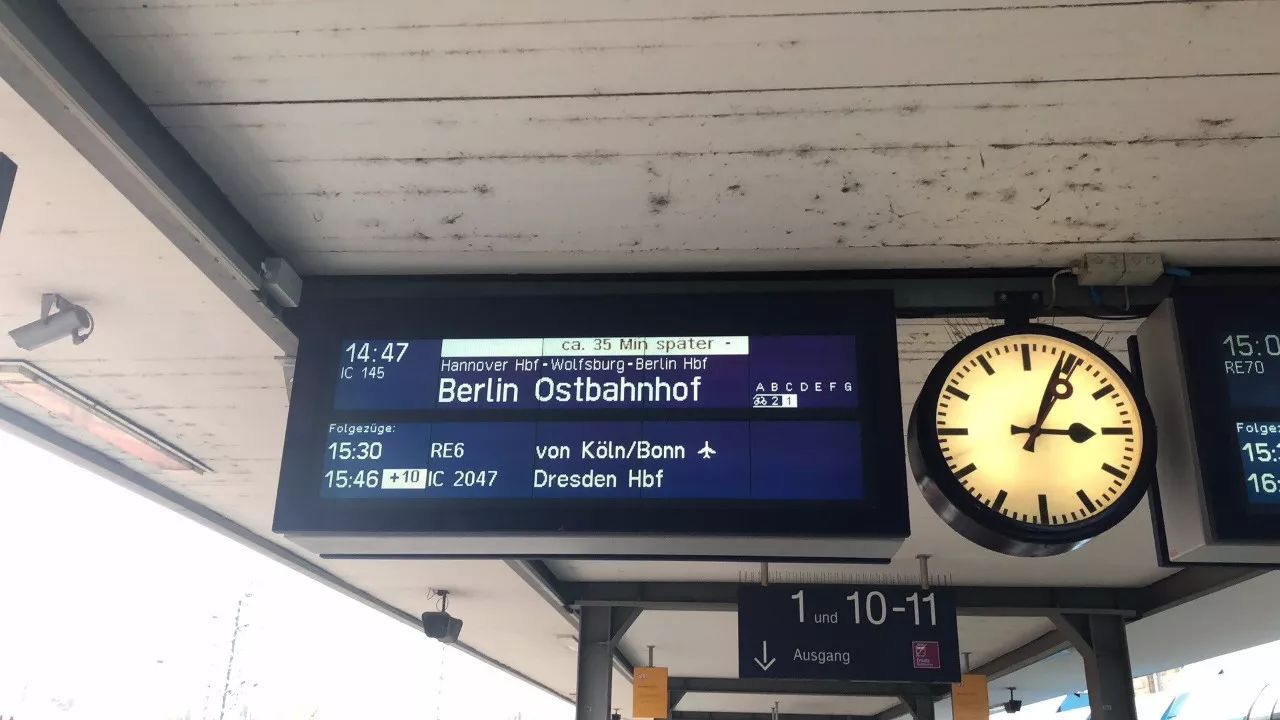 14:47
IC 145
ca. 35 Min später -
Hannover Hbf-Wolfsburg-Berlin Hbf
Berlin Ostbahnhof
A B C D E F G
2 1
Folgezüge:
15:30 RE6 von Köln/Bonn
15:46 +10 IC 2047 Dresden Hbf
RE70
1 und 10-11
Ausgang